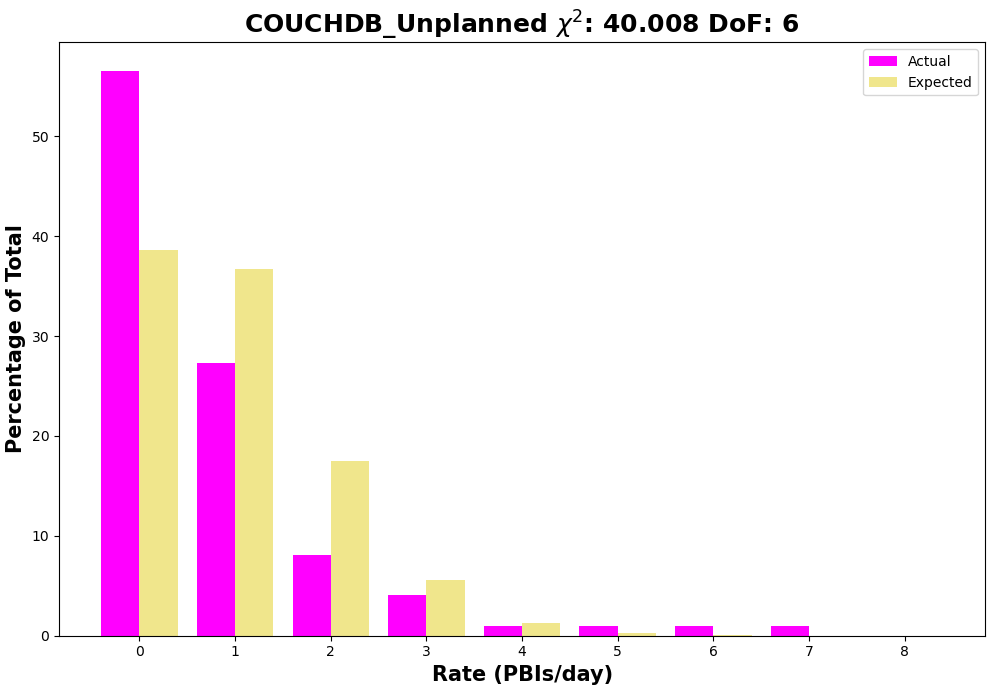 COUCHDB_Unplanned χ²: 40.008 DoF: 6
Actual
Expected
Percentage of Total
50
40
30
20
10
0
0 1 2 3 4 5 6 7 8
Rate (PBIs/day)